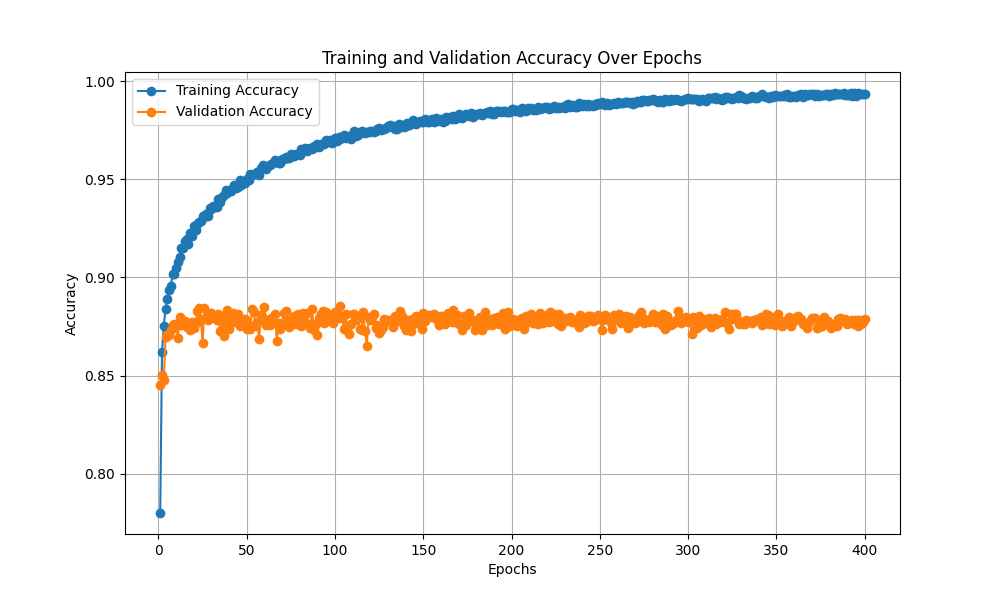 Training and Validation Accuracy Over Epochs
1.00
Training Accuracy
Validation Accuracy
0.95
0.90
Accuracy
0.85
0.80
0 50 100 150 200 250 300 350 400
Epochs